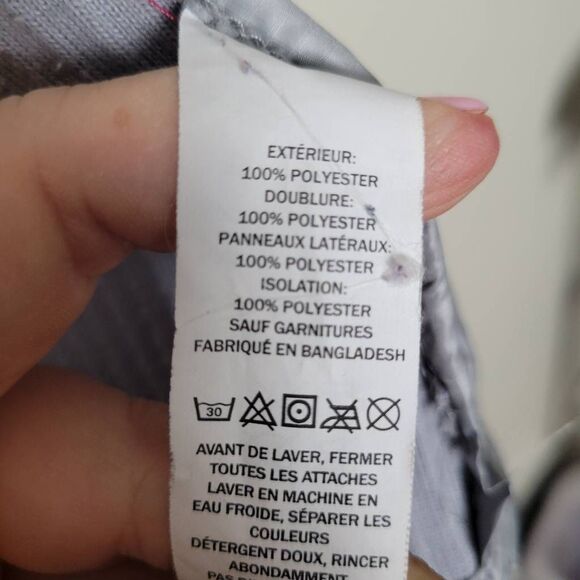 EXTÉRIEUR:
100% POLYESTER
DOUBLURE:
100% POLYESTER
PANNEAUX LATÉRAUX:
100% POLYESTER
ISOLATION:
100% POLYESTER
SAUF GARNITURES
FABRIQUÉ EN BANGLADESH
30
AVANT DE LAVER, FERMER
TOUTES LES ATTACHES
LAVER EN MACHINE EN
EAU FROIDE, SÉPARER LES
COULEURS
DÉTERGENT DOUX, RINCER
ABONDAMMENT
PAS